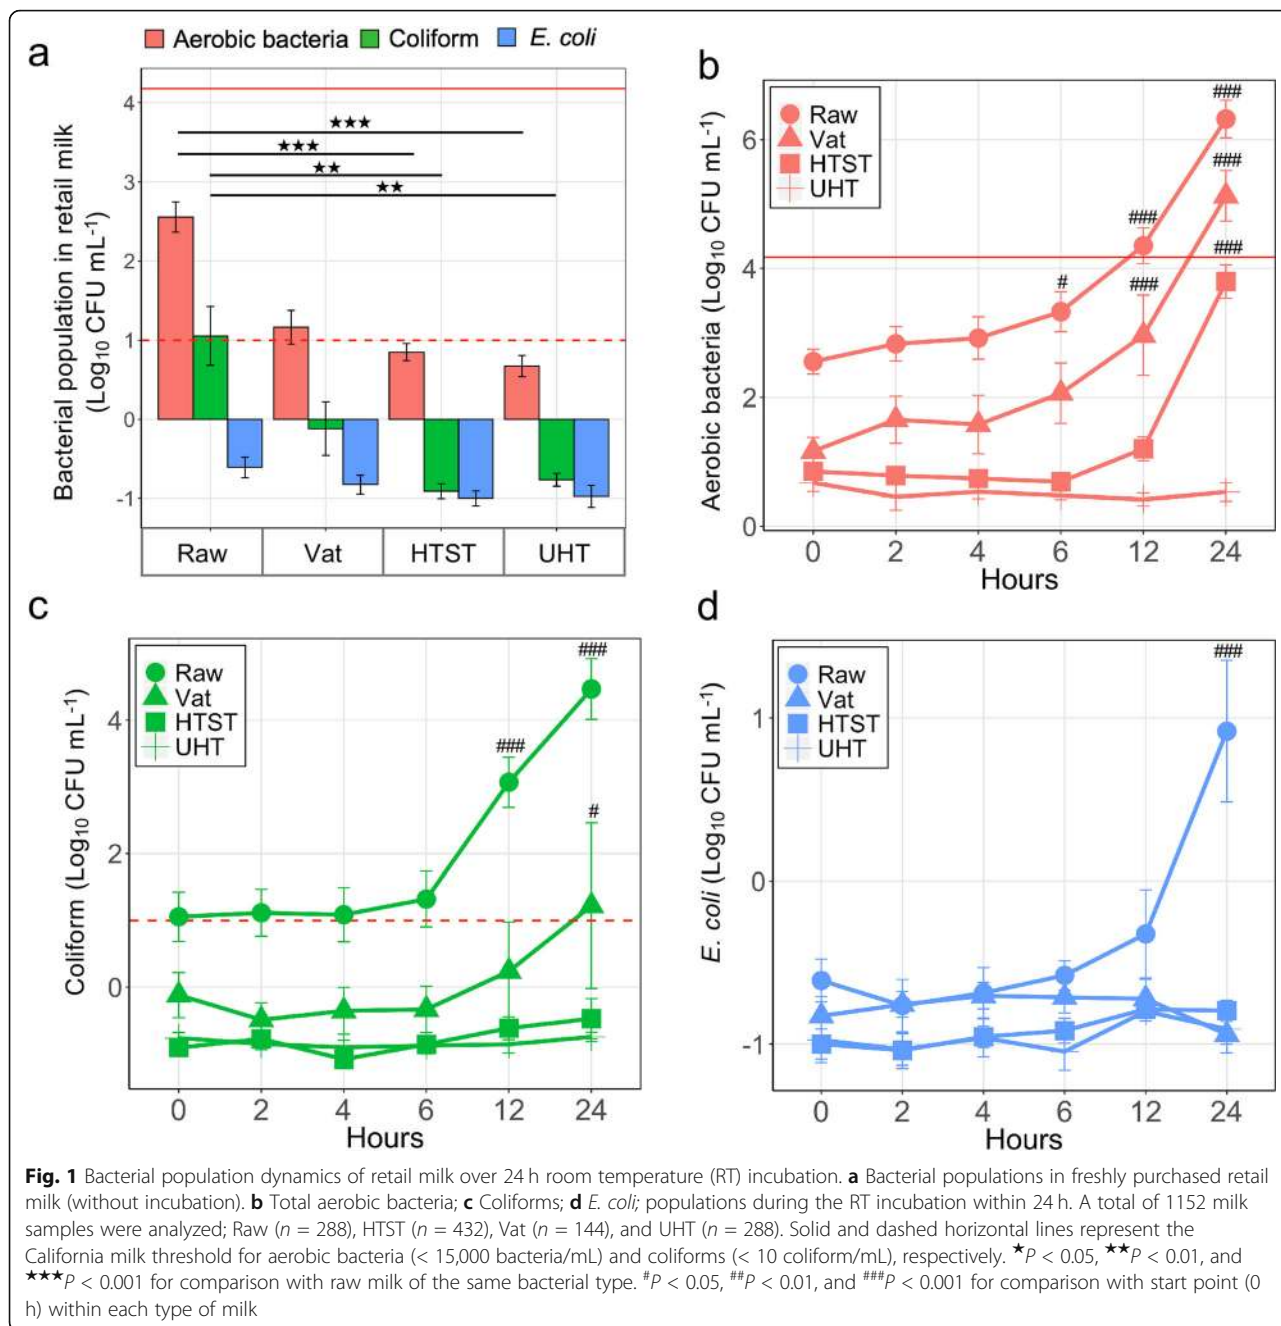 a
Aerobic bacteria Coliform E. coli
Bacterial population in retail milk
(Log10 CFU mL-1)
4
3
2
1
0
-1
★★★
★★★
★★
★★
Raw Vat HTST UHT
b
Aerobic bacteria (Log10 CFU mL-1)
6
4
2
0
Raw
Vat
HTST
UHT
###
###
###
###
#
###
0 2 4 6 12 24
Hours
c
Coliform (Log10 CFU mL-1)
4
2
0
Raw
Vat
HTST
UHT
###
###
#
0 2 4 6 12 24
Hours
d
E. coli (Log10 CFU mL-1)
1
0
-1
Raw
Vat
HTST
UHT
###
0 2 4 6 12 24
Hours
Fig. 1 Bacterial population dynamics of retail milk over 24 h room temperature (RT) incubation. a Bacterial populations in freshly purchased retail
milk (without incubation). b Total aerobic bacteria; c Coliforms; d E. coli; populations during the RT incubation within 24 h. A total of 1152 milk
samples were analyzed; Raw (n = 288), HTST (n = 432), Vat (n = 144), and UHT (n = 288). Solid and dashed horizontal lines represent the
California milk threshold for aerobic bacteria (< 15,000 bacteria/mL) and coliforms (< 10 coliform/mL), respectively. ★P < 0.05, ★★P < 0.01, and
★★★P < 0.001 for comparison with raw milk of the same bacterial type. #P < 0.05, ##P < 0.01, and ###P < 0.001 for comparison with start point (0
h) within each type of milk